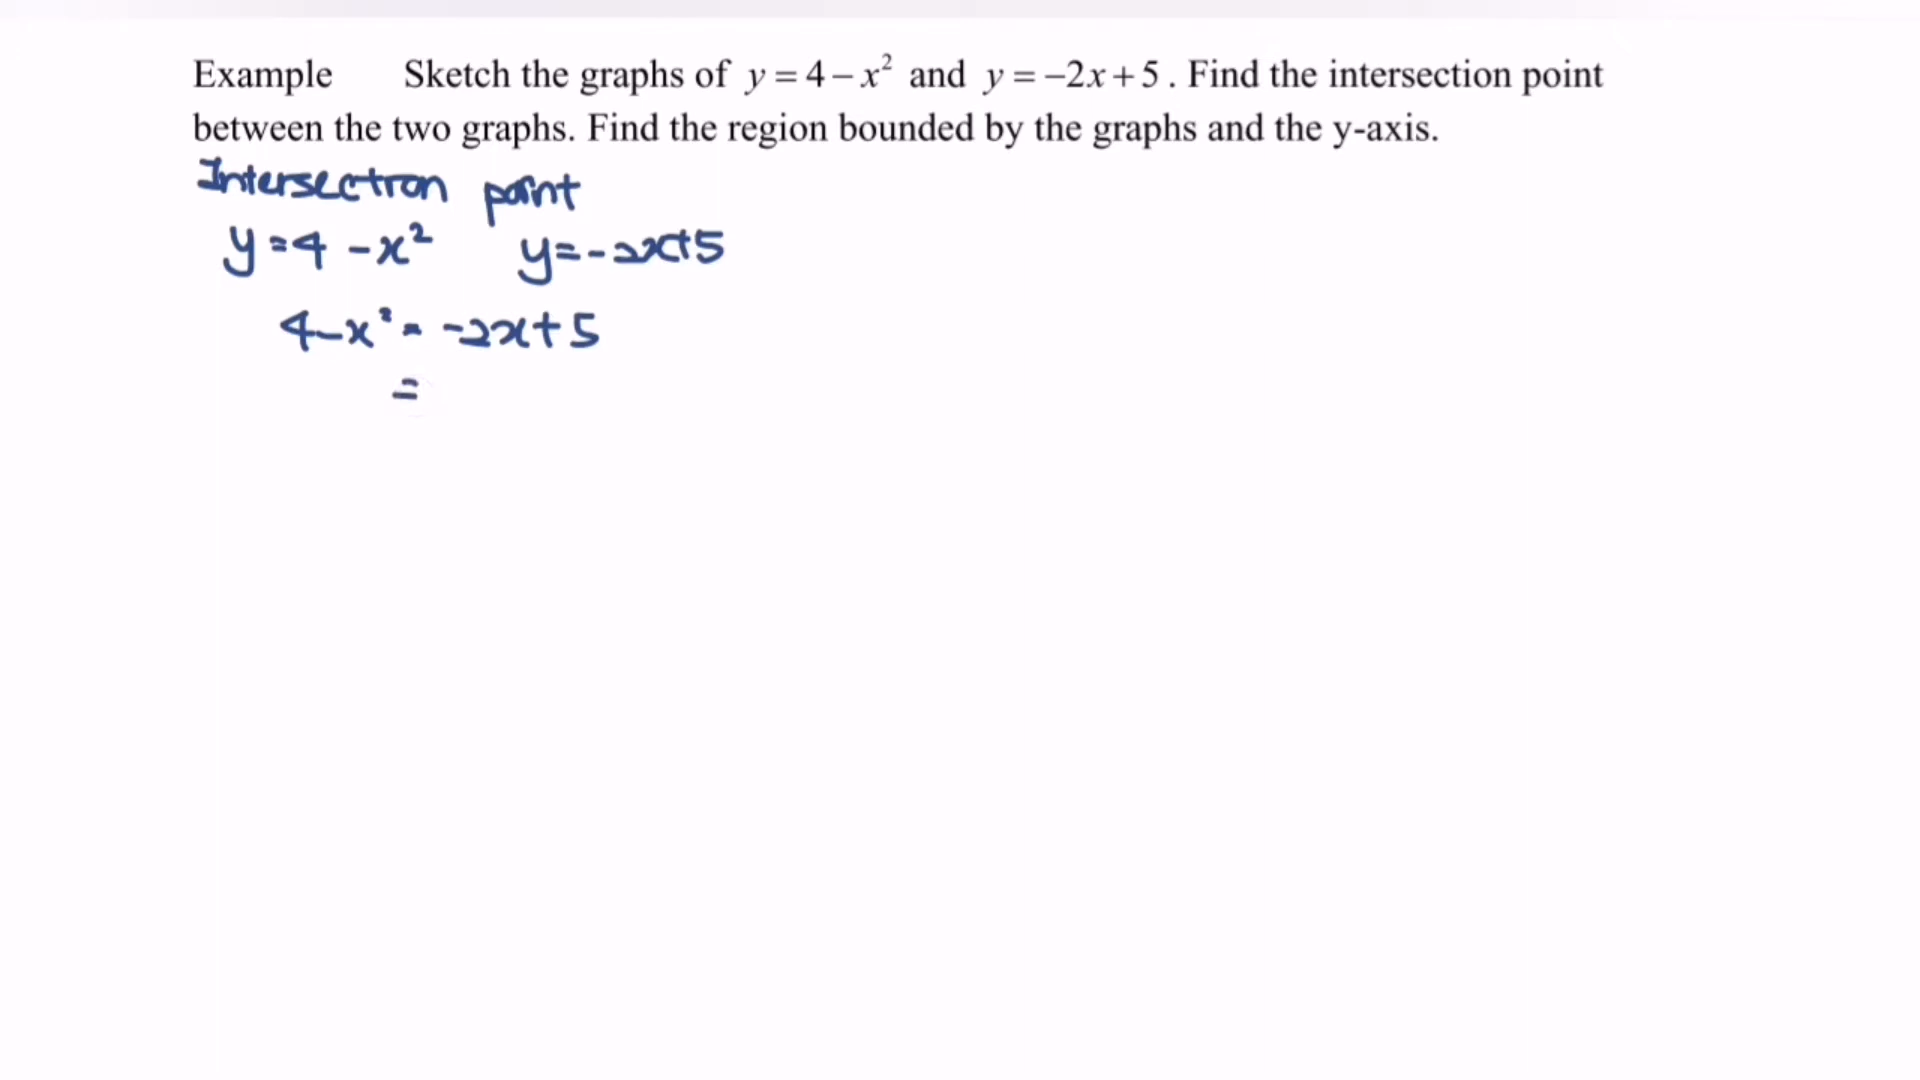 Example Sketch the graphs of y = 4 − x² and y = −2x + 5 . Find the intersection point
between the two graphs. Find the region bounded by the graphs and the y-axis.
Intersection point
y = 4 − x² y = −2x+5
4−x² = −2x+5
=